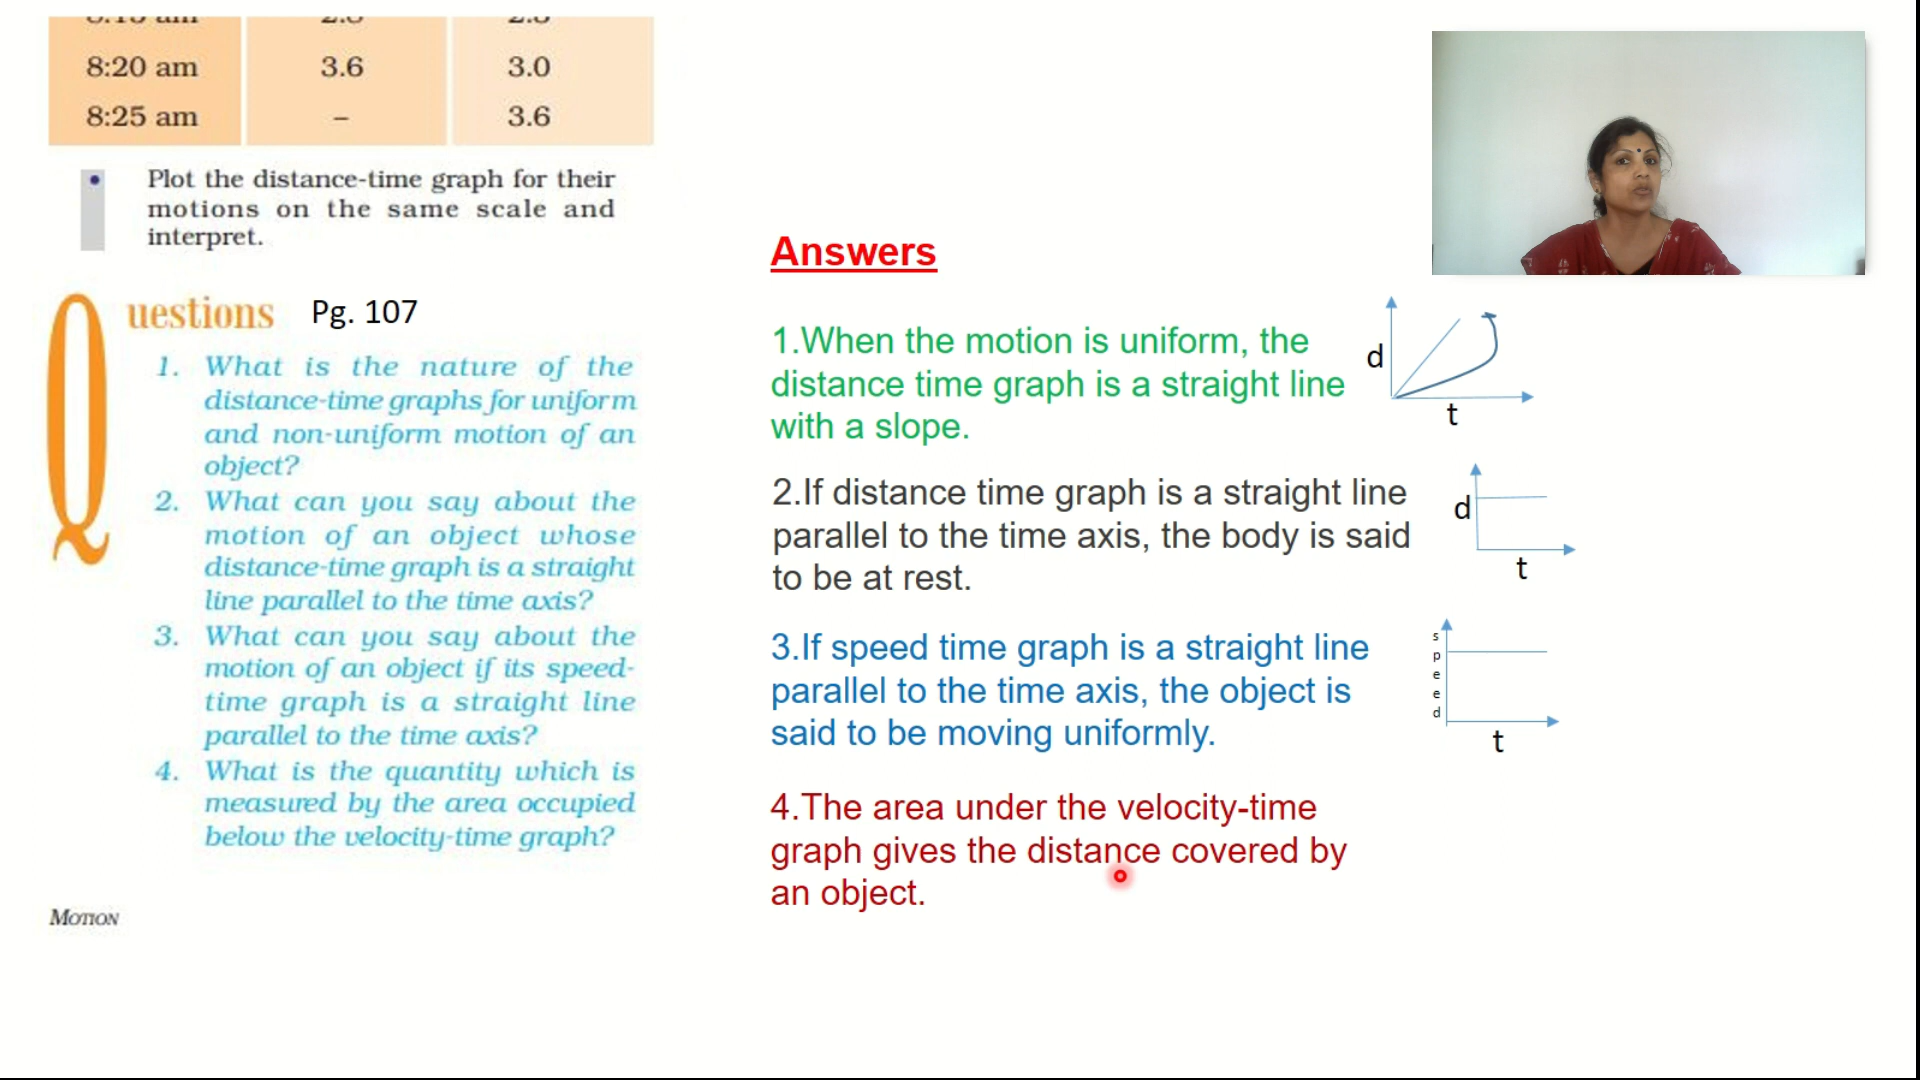 8:20 am 3.6 3.0
8:25 am – 3.6
• Plot the distance-time graph for their
motions on the same scale and
interpret.
Questions Pg. 107
1. What is the nature of the
distance-time graphs for uniform
and non-uniform motion of an
object?
2. What can you say about the
motion of an object whose
distance-time graph is a straight
line parallel to the time axis?
3. What can you say about the
motion of an object if its speed-
time graph is a straight line
parallel to the time axis?
4. What is the quantity which is
measured by the area occupied
below the velocity-time graph?
MOTION
Answers
1.When the motion is uniform, the
distance time graph is a straight line
with a slope.
d
t
2.If distance time graph is a straight line
parallel to the time axis, the body is said
to be at rest.
d
t
3.If speed time graph is a straight line
parallel to the time axis, the object is
said to be moving uniformly.
speed
t
4.The area under the velocity-time
graph gives the distance covered by
an object.